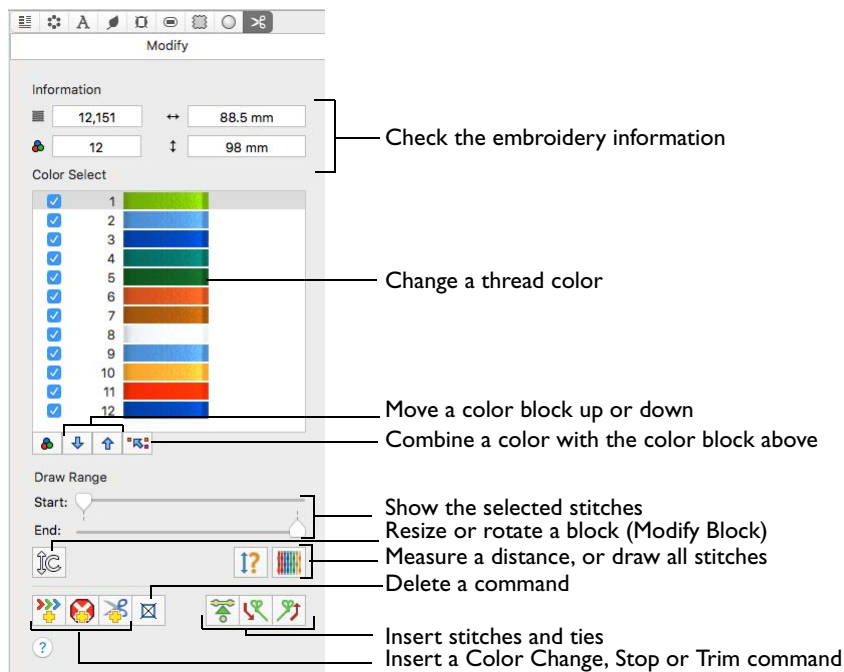 A
Modify
Information
12,151 88.5 mm
12 98 mm
Check the embroidery information
Color Select
1
2
3
4
5
Change a thread color
6
7
8
9
10
11
12
Move a color block up or down
Combine a color with the color block above
Draw Range
Start:
Show the selected stitches
End:
Resize or rotate a block (Modify Block)
Measure a distance, or draw all stitches
Delete a command
Insert stitches and ties
?
Insert a Color Change, Stop or Trim command